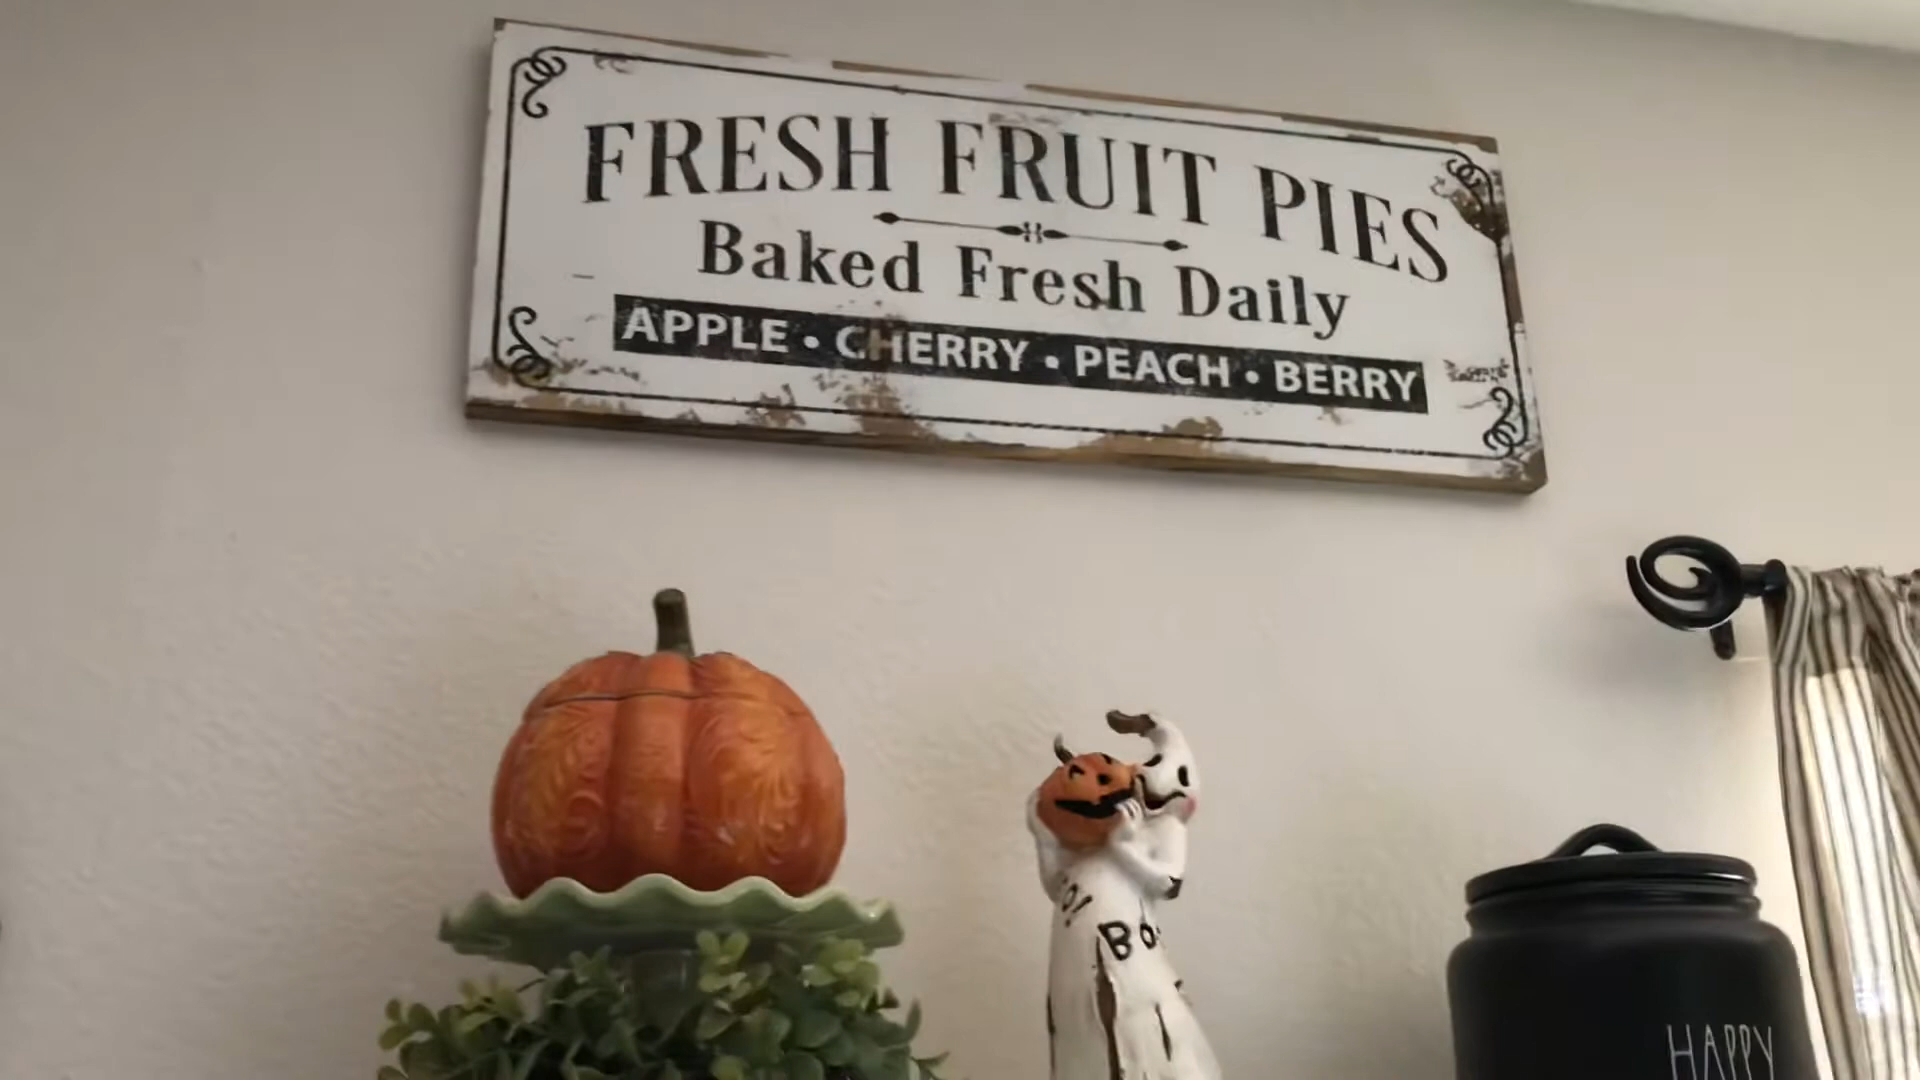 FRESH FRUIT PIES
Baked Fresh Daily
APPLE • CHERRY • PEACH • BERRY
HAPPY